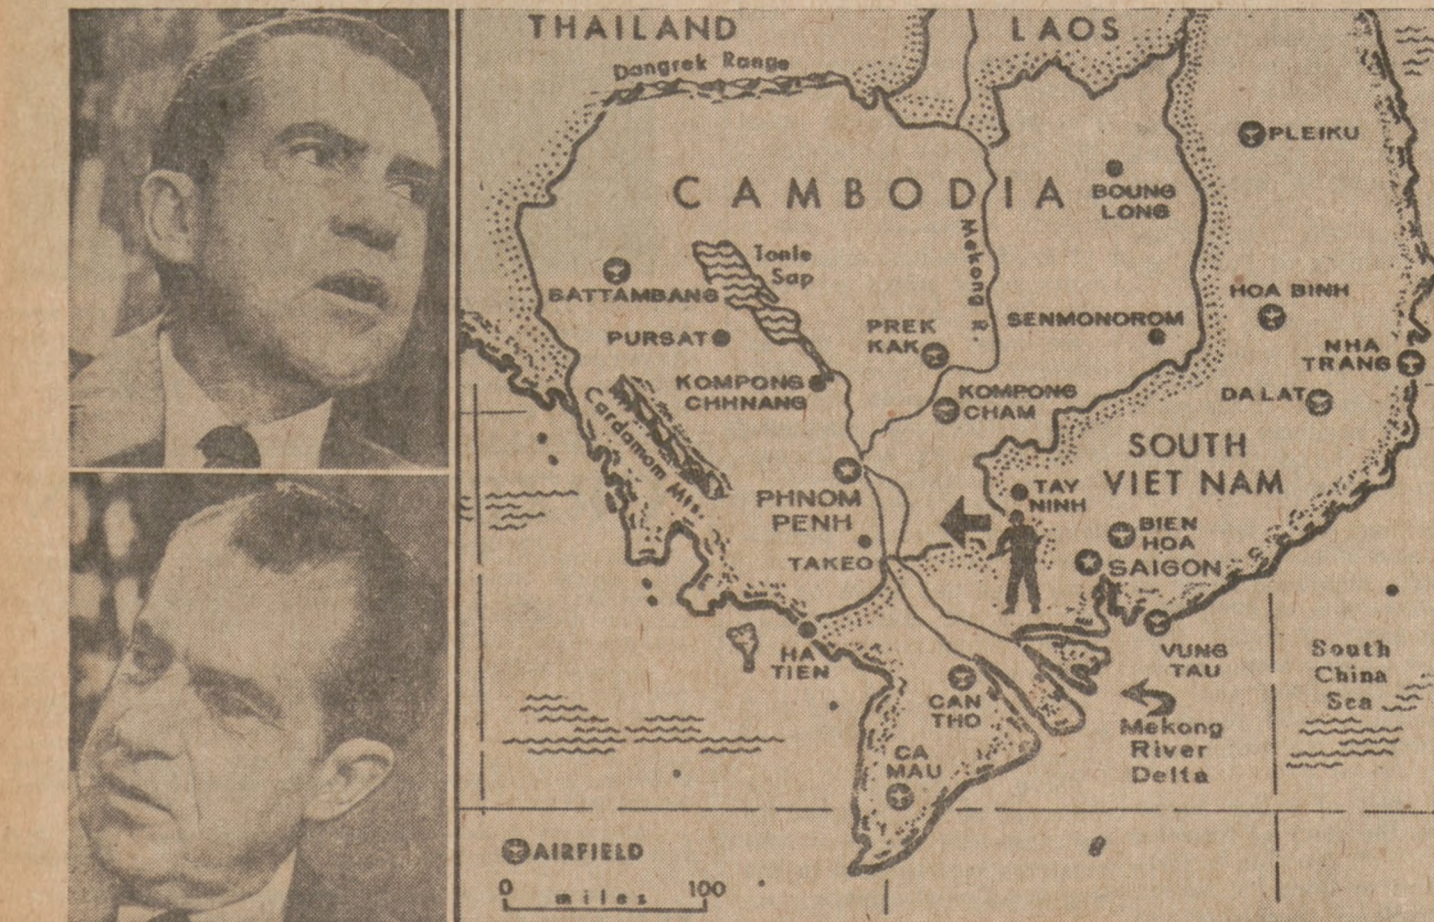 THAILAND
LAOS
Dangrek Range
PLEIKU
CAMBODIA
BOUNG
LONG
Mekong R.
Tonle
Sap
BATTAMBANG
HOA BINH
PURSAT
PREK
KAK
SENMONOROM
NHA
TRANG
KOMPONG
CHHNANG
KOMPONG
CHAM
DA LAT
Cardamom Mts.
SOUTH
VIET NAM
PHNOM
PENH
TAY
NINH
BIEN
HOA
TAKEO
SAIGON
HA
TIEN
VUNG
TAU
South
China
Sea
CAN
THO
Mekong
River
Delta
CA
MAU
AIRFIELD
0 miles 100